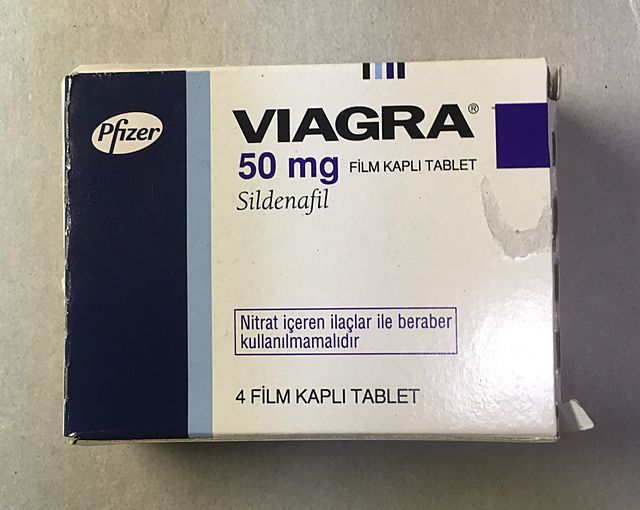 Pfizer
VIAGRA®
50 mg FİLM KAPLI TABLET
Sildenafil
Nitrat içeren ilaçlar ile beraber
kullanılmamalıdır
4 FİLM KAPLI TABLET